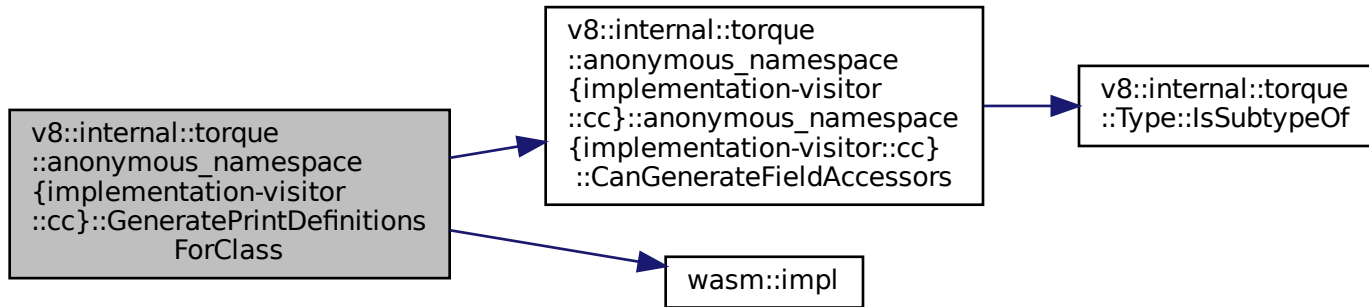 v8::internal::torque
::anonymous_namespace
{implementation-visitor
::cc}::GeneratePrintDefinitions
ForClass
v8::internal::torque
::anonymous_namespace
{implementation-visitor
::cc}::anonymous_namespace
{implementation-visitor::cc}
::CanGenerateFieldAccessors
v8::internal::torque
::Type::IsSubtypeOf
wasm::impl